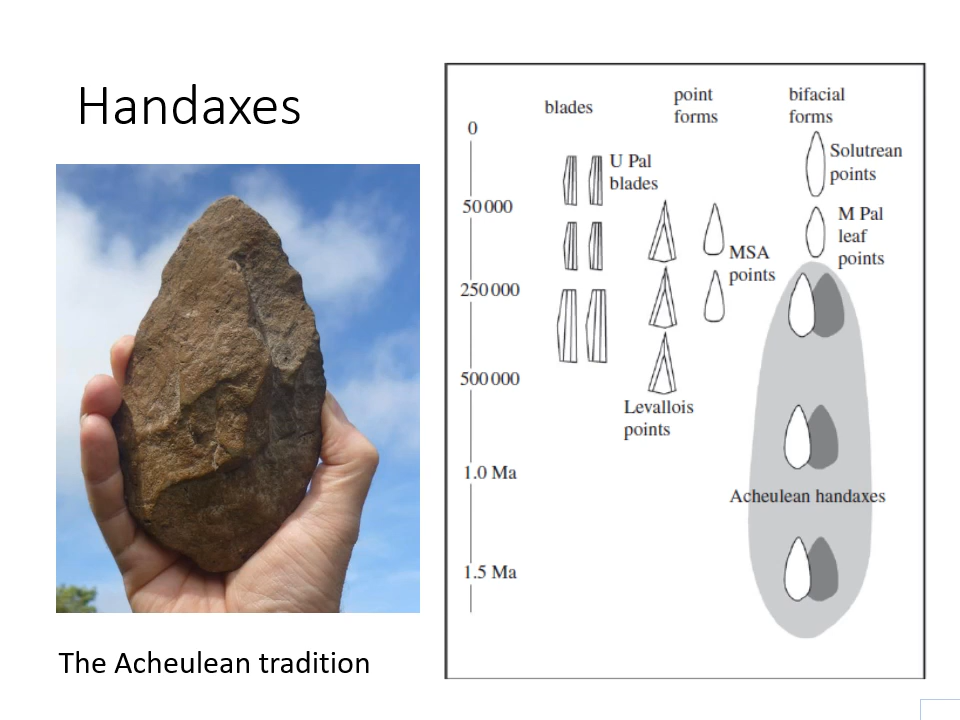 Handaxes
The Acheulean tradition
blades
point
forms
bifacial
forms
0
50 000
250 000
500 000
1.0 Ma
1.5 Ma
U Pal
blades
MSA
points
Levallois
points
Solutrean
points
M Pal
leaf
points
Acheulean handaxes